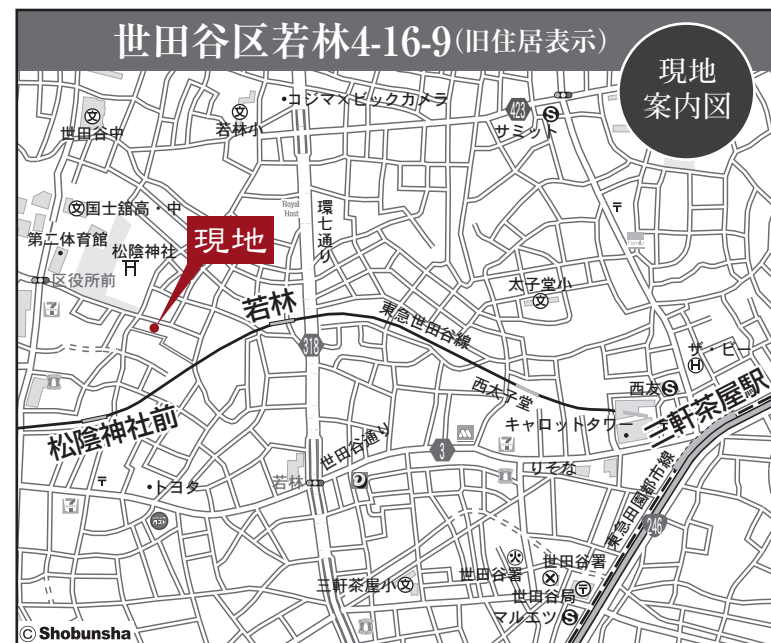 世田谷区若林4-16-9(旧住居表示)
現地
案内図
世田谷中
若林小
•コジマ×ビックカメラ
423
サミット
国士舘高・中
第二体育館
松陰神社
現地
Royal
Host
環七通り
〒
Family
区役所前
若林
東急世田谷線
太子堂小
318
ザ・ビー
西太子堂
西友
キャロットタワー
三軒茶屋駅
松陰神社前
世田谷通り
3
りそな
若林
〒
•トヨタ
ガスト
東急田園都市線
246
世田谷署
世田谷署
世田谷局
三軒茶屋小
マルエツ
© Shobunsha